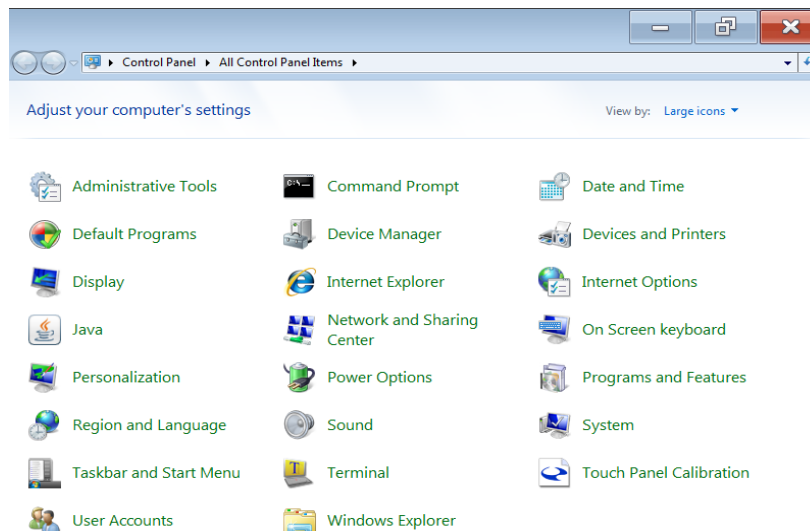 Control Panel All Control Panel Items
Adjust your computer's settings
View by: Large icons
Administrative Tools
Command Prompt
Date and Time
Default Programs
Device Manager
Devices and Printers
Display
Internet Explorer
Internet Options
Java
Network and Sharing
Center
On Screen keyboard
Personalization
Power Options
Programs and Features
Region and Language
Sound
System
Taskbar and Start Menu
Terminal
Touch Panel Calibration
User Accounts
Windows Explorer